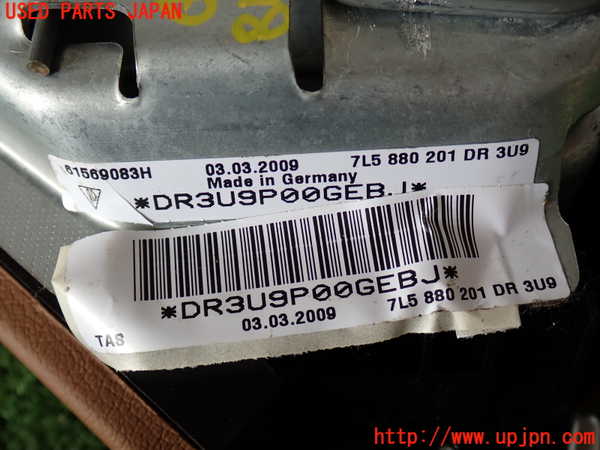 USED PARTS JAPAN
61569083H
03.03.2009
7L5 880 201 DR 3U9
Made in Germany
*DR3U9P00GEBJ*
*DR3U9P00GEBJ*
03.03.2009
7L5 880 201 DR 3U9
TAS
UPJ
http://www.upjpn.com